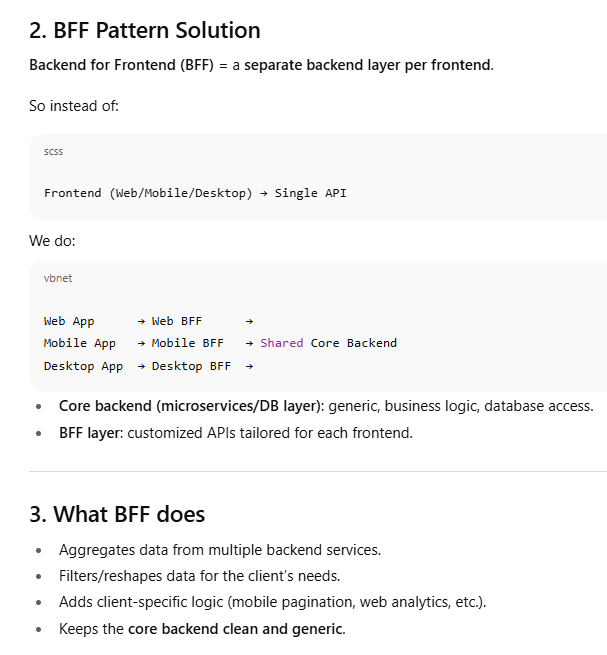 2. BFF Pattern Solution
Backend for Frontend (BFF) = a separate backend layer per frontend.
So instead of:
scss
Frontend (Web/Mobile/Desktop) → Single API
We do:
vbnet
Web App → Web BFF →
Mobile App → Mobile BFF → Shared Core Backend
Desktop App → Desktop BFF →
• Core backend (microservices/DB layer): generic, business logic, database access.
• BFF layer: customized APIs tailored for each frontend.
3. What BFF does
• Aggregates data from multiple backend services.
• Filters/reshapes data for the client’s needs.
• Adds client-specific logic (mobile pagination, web analytics, etc.).
• Keeps the core backend clean and generic.